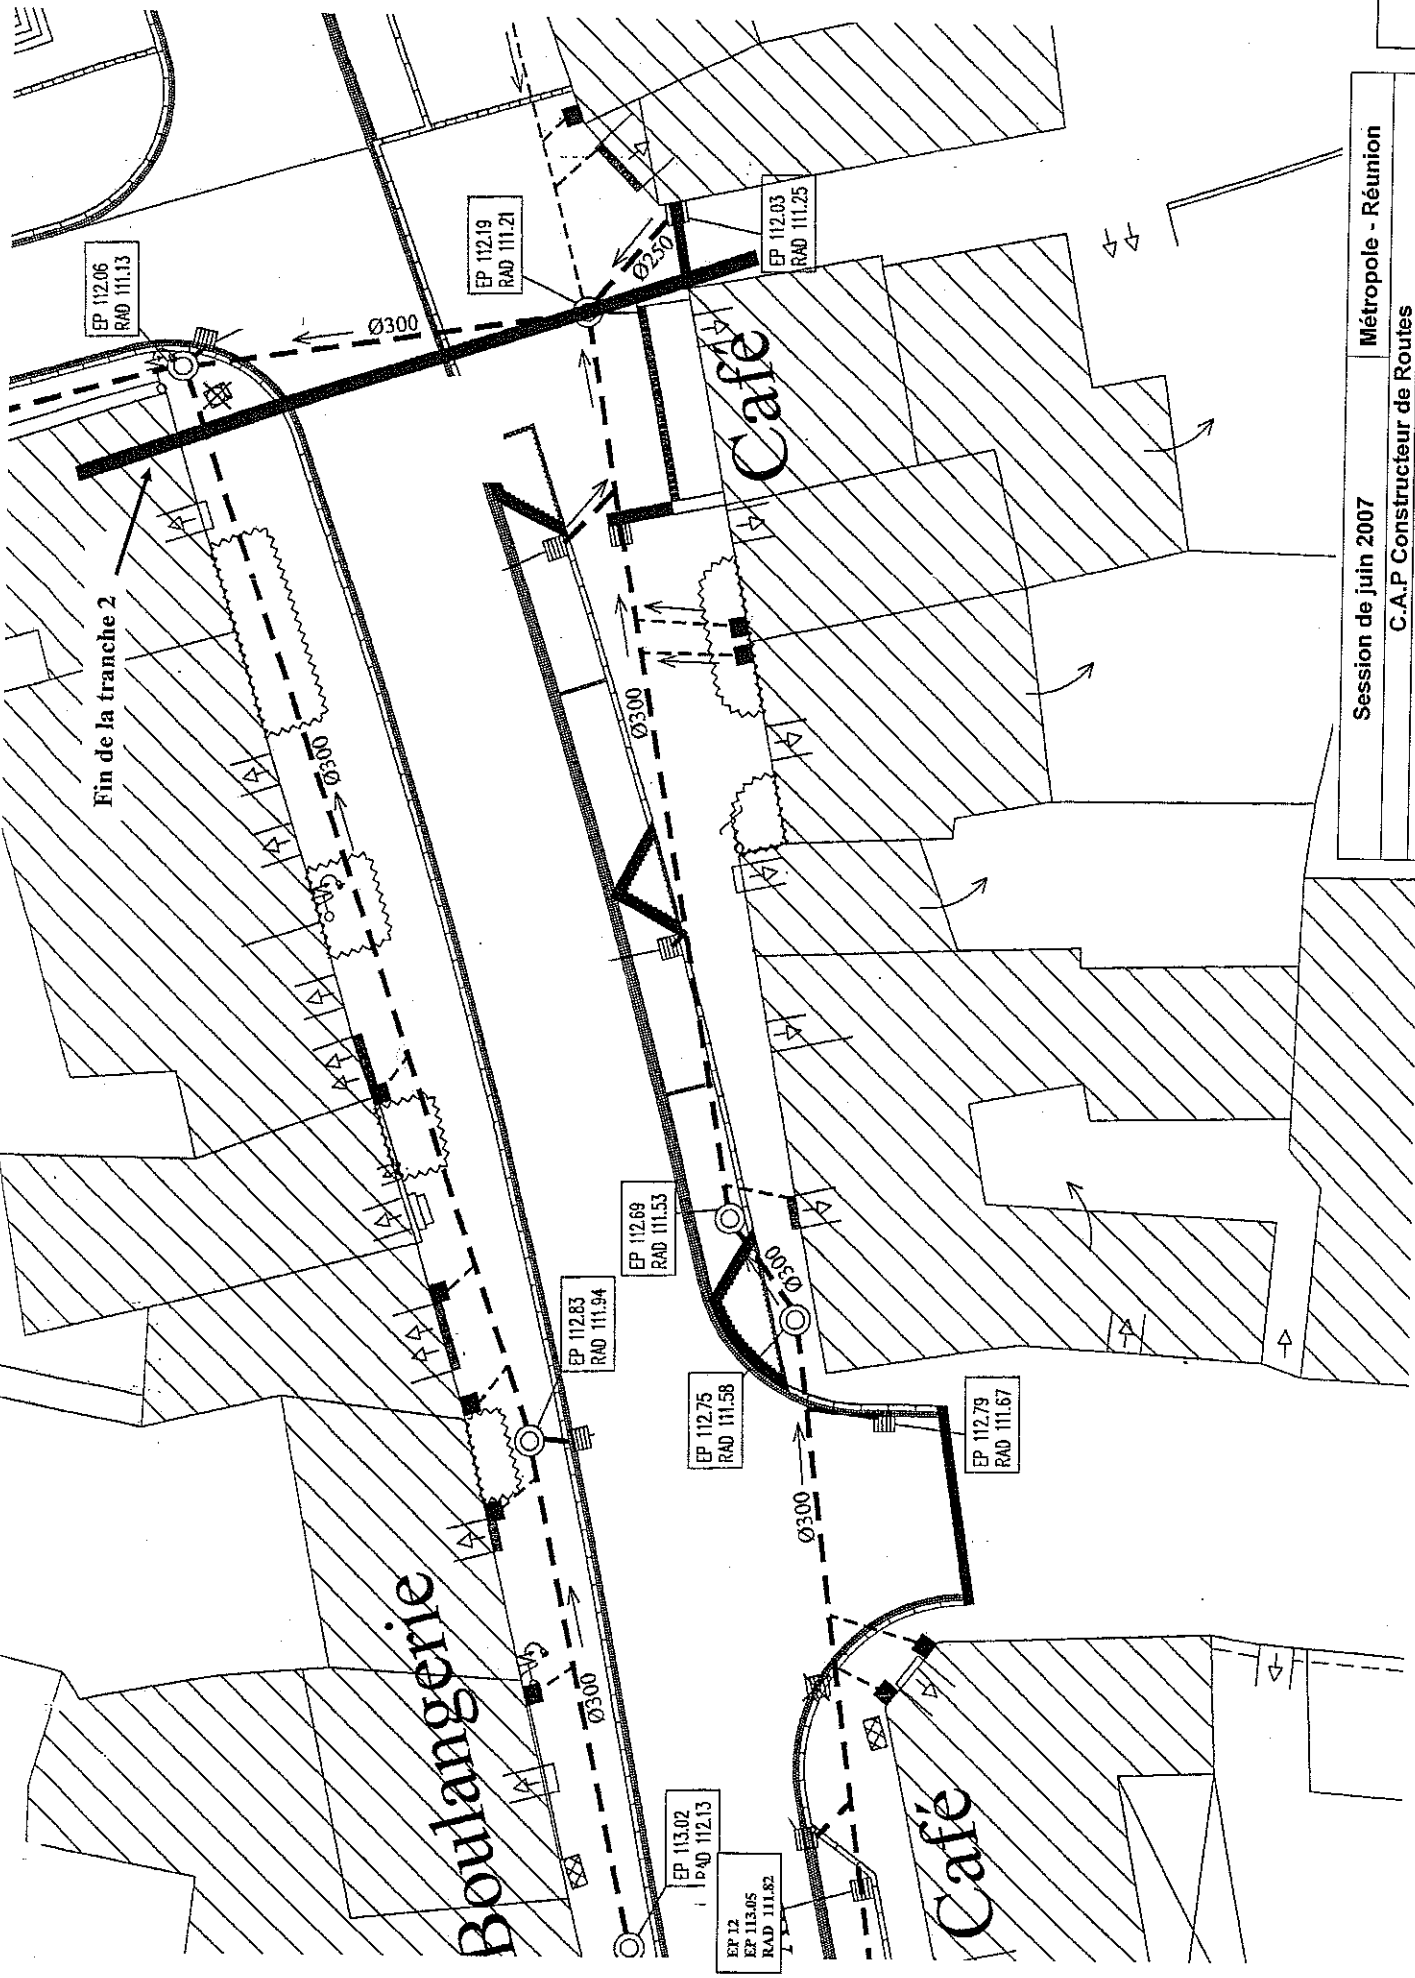 EP 112.06
RAD 111.13
Fin de la tranche 2
Ø300
EP 112.19
RAD 111.21
Ø250
EP 112.03
RAD 111.25
Café
Ø300
Ø300
EP 112.83
RAD 111.94
EP 112.69
RAD 111.53
Ø300
EP 112.75
RAD 111.58
EP 112.79
RAD 111.67
Ø300
Boulangerie
Ø300
EP 113.02
RAD 112.13
EP 12
EP 113.05
RAD 111.82
Café
Session de juin 2007
Métropole - Réunion
C.A.P Constructeur de Routes